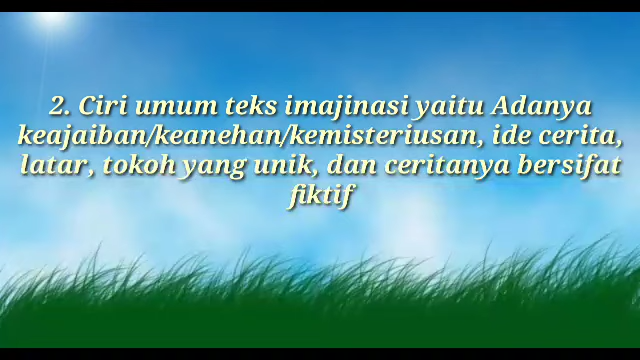 2. Ciri umum teks imajinasi yaitu Adanya
keajaiban/keanehan/kemisteriusan, ide cerita,
latar, tokoh yang unik, dan ceritanya bersifat
fiktif